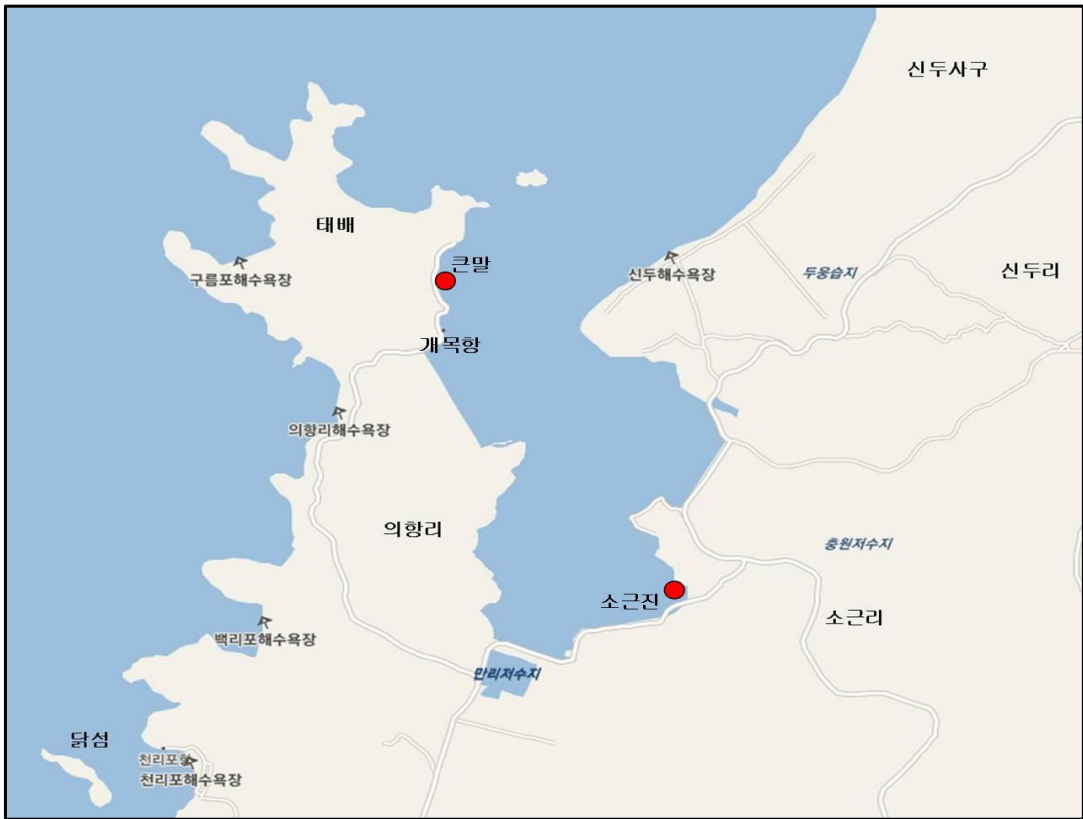 신두사구
태배
큰말
구름포해수욕장
신두해수욕장
두웅습지
신두리
개목항
의항리해수욕장
의항리
충원저수지
소근진
소근리
백리포해수욕장
만리저수지
닭섬
천리포항
천리포해수욕장